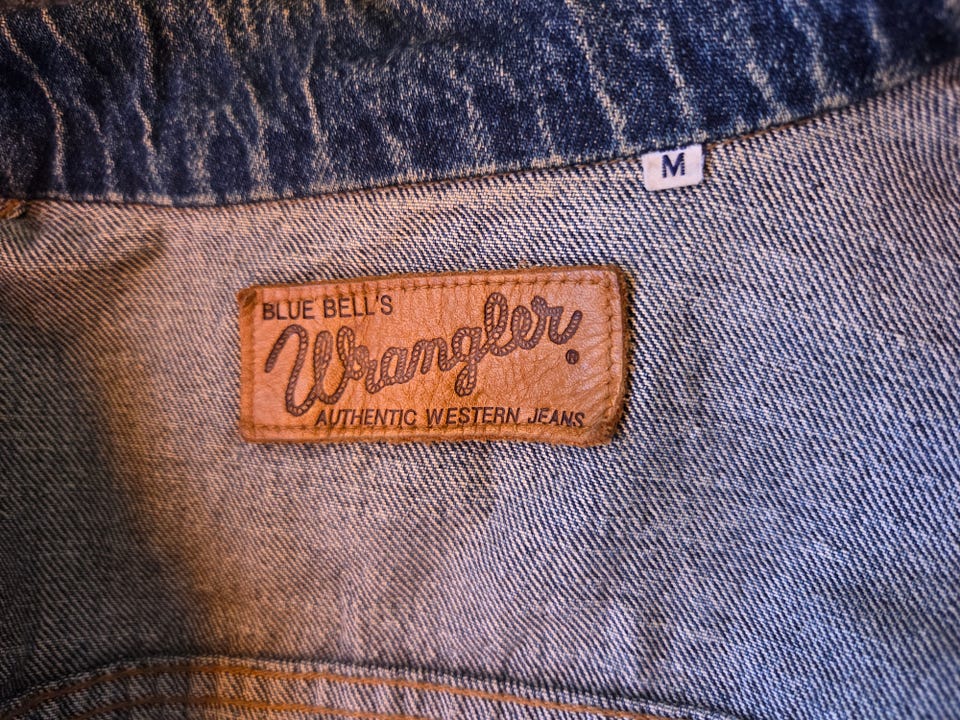 M
BLUE BELL'S
Wrangler®
AUTHENTIC WESTERN JEANS